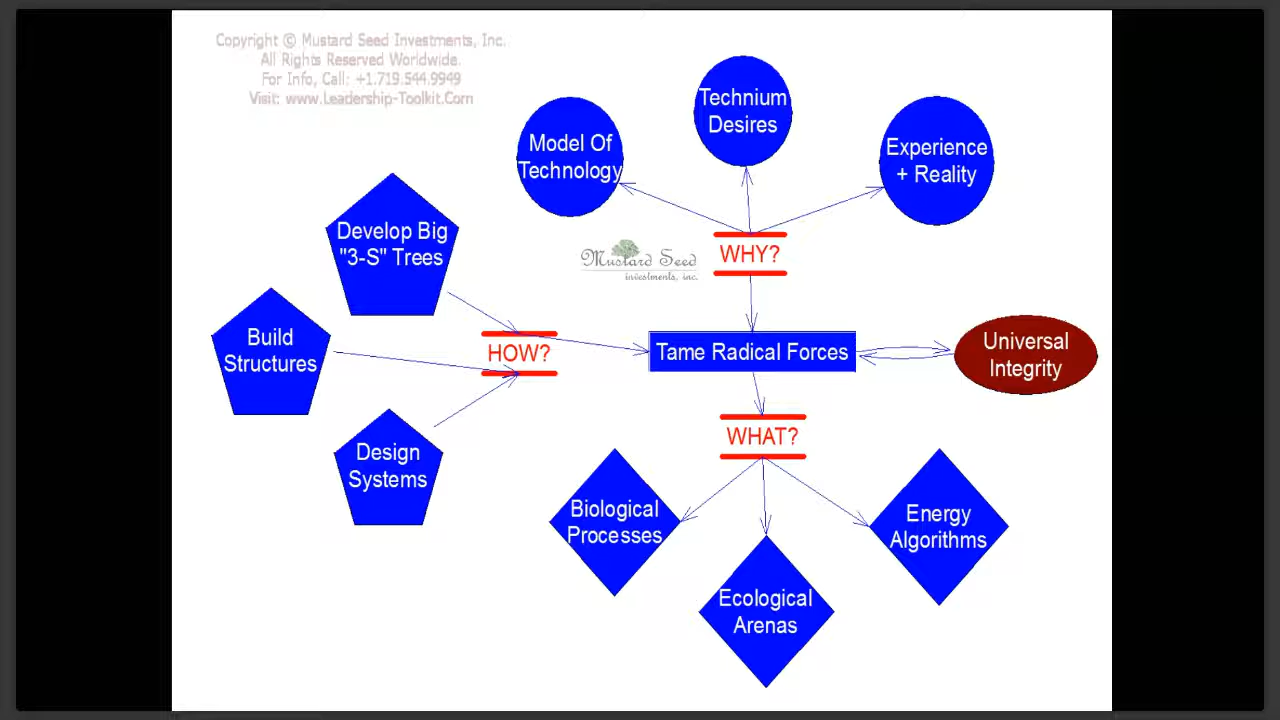 Copyright © Mustard Seed Investments, Inc.
All Rights Reserved Worldwide.
For Info, Call: +1.719.544.9949
Visit: www.Leadership-Toolkit.Com
Technium
Desires
Model Of
Technology
Experience
+ Reality
Develop Big
"3-S" Trees
WHY?
Mustard Seed
investments, inc.
Build
Structures
HOW?
Tame Radical Forces
Universal
Integrity
WHAT?
Design
Systems
Biological
Processes
Energy
Algorithms
Ecological
Arenas